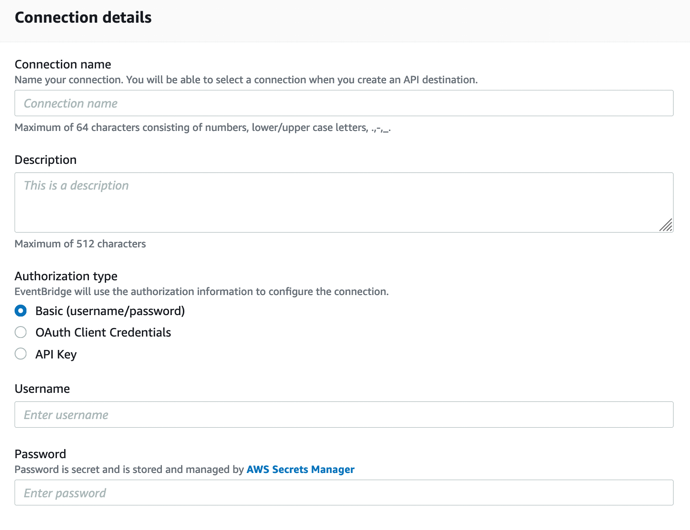 Connection details
Connection name
Name your connection. You will be able to select a connection when you create an API destination.
Connection name
Maximum of 64 characters consisting of numbers, lower/upper case letters, .,-,_.
Description
This is a description
Maximum of 512 characters
Authorization type
EventBridge will use the authorization information to configure the connection.
Basic (username/password)
OAuth Client Credentials
API Key
Username
Enter username
Password
Password is secret and is stored and managed by AWS Secrets Manager
Enter password